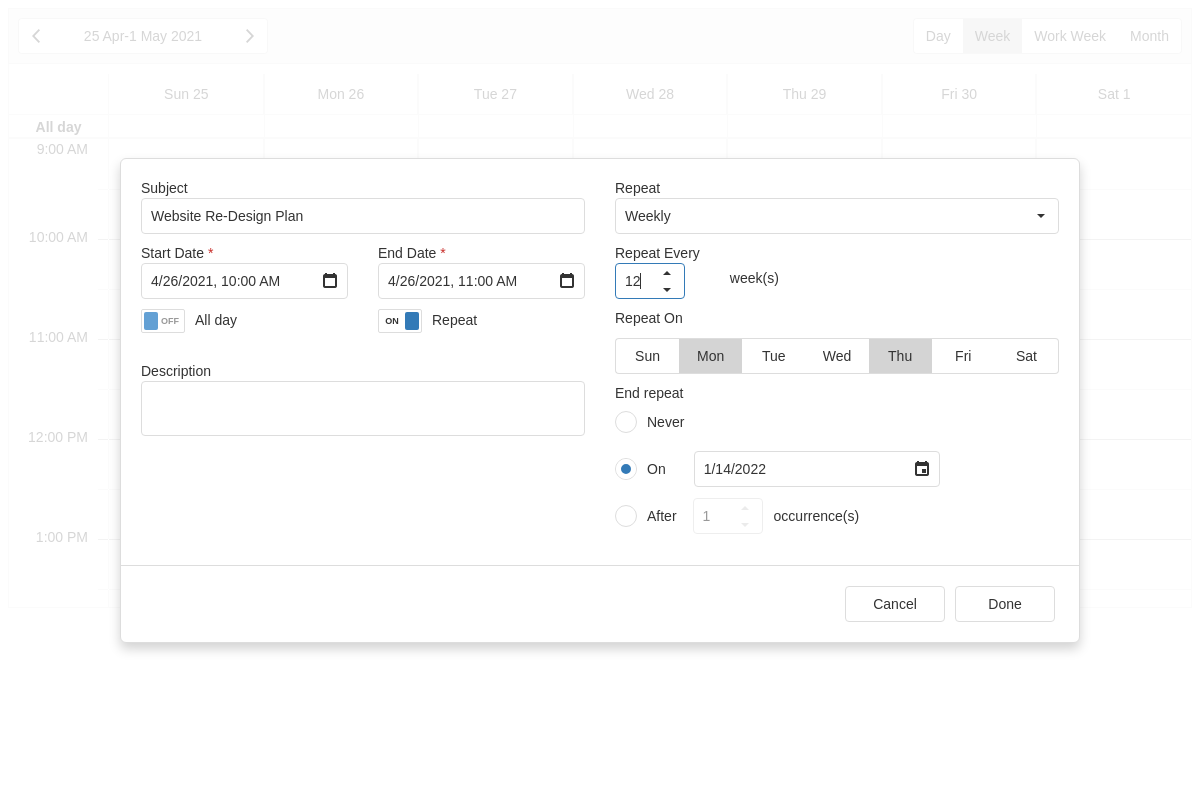 25 Apr-1 May 2021
Day Week Work Week Month
Sun 25 Mon 26 Tue 27 Wed 28 Thu 29 Fri 30 Sat 1
All day
9:00 AM
10:00 AM
11:00 AM
12:00 PM
1:00 PM
Subject
Website Re-Design Plan
Start Date * End Date *
4/26/2021, 10:00 AM 4/26/2021, 11:00 AM
OFF All day ON Repeat
Description
Repeat
Weekly
Repeat Every
12 week(s)
Repeat On
Sun Mon Tue Wed Thu Fri Sat
End repeat
Never
On 1/14/2022
After 1 occurrence(s)
Cancel Done